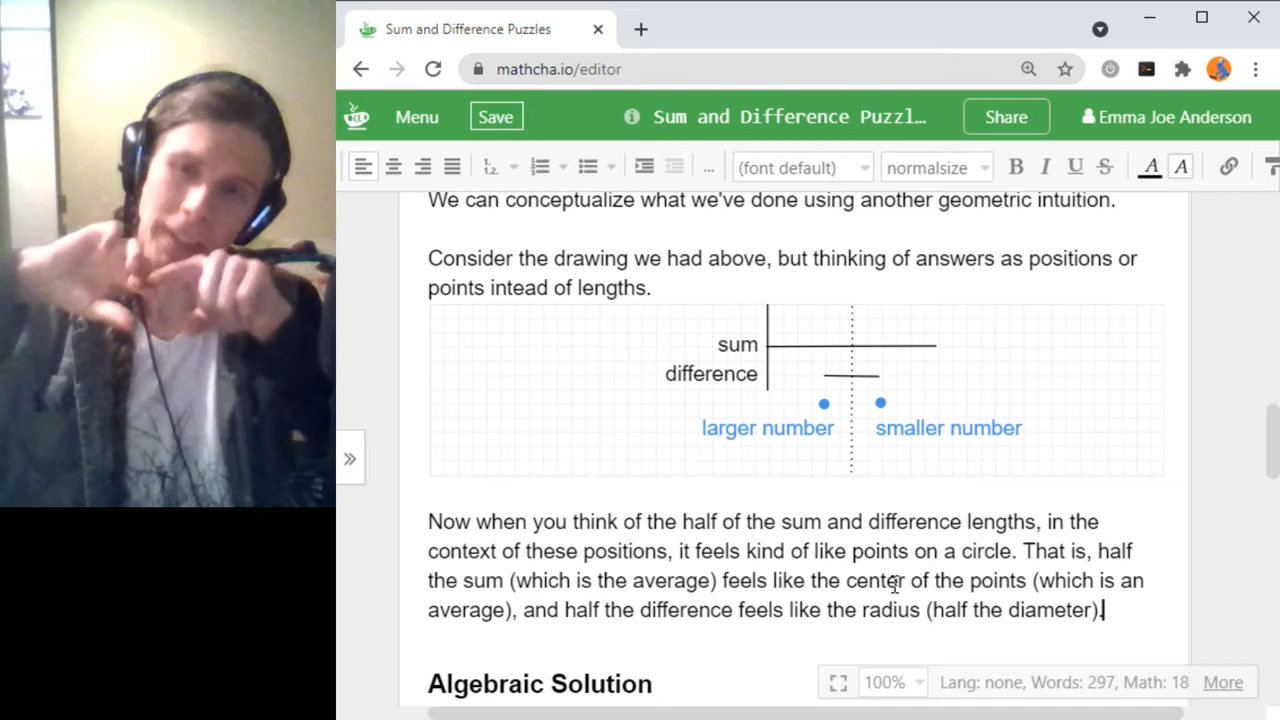 Sum and Difference Puzzles
mathcha.io/editor
Menu Save Sum and Difference Puzzl... Share Emma Joe Anderson
1.2. ... (font default) normalsize B I U S A A
We can conceptualize what we've done using another geometric intuition.
Consider the drawing we had above, but thinking of answers as positions or
points intead of lengths.
sum
difference
larger number smaller number
Now when you think of the half of the sum and difference lengths, in the
context of these positions, it feels kind of like points on a circle. That is, half
the sum (which is the average) feels like the center of the points (which is an
average), and half the difference feels like the radius (half the diameter).
Algebraic Solution
100% Lang: none, Words: 297, Math: 18 More